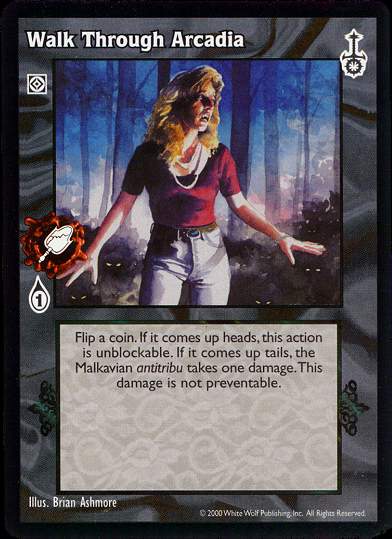 Walk Through Arcadia
1
Flip a coin. If it comes up heads, this action
is unblockable. If it comes up tails, the
Malkavian antitribu takes one damage. This
damage is not preventable.
Illus. Brian Ashmore
© 2000 White Wolf Publishing, Inc. All Rights Reserved.